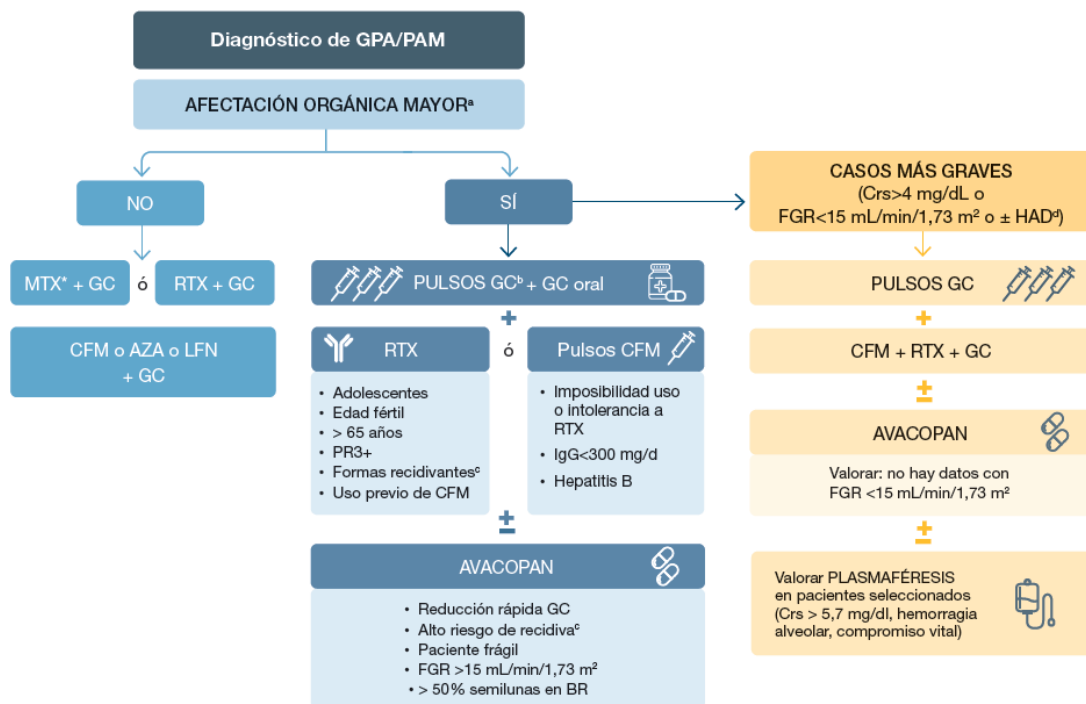 Diagnóstico de GPA/PAM
AFECTACIÓN ORGÁNICA MAYORª
NO
SÍ
MTX* + GC
ó
RTX + GC
CFM o AZA o LFN
+ GC
PULSOS GCᵇ + GC oral
+
RTX
ó
Pulsos CFM
• Adolescentes
• Edad fértil
• > 65 años
• PR3+
• Formas recidivantesᶜ
• Uso previo de CFM
• Imposibilidad uso
o intolerancia a
RTX
• IgG<300 mg/d
• Hepatitis B
±
AVACOPAN
• Reducción rápida GC
• Alto riesgo de recidivaᶜ
• Paciente frágil
• FGR >15 mL/min/1,73 m²
• > 50% semilunas en BR
CASOS MÁS GRAVES
(Crs>4 mg/dL o
FGR<15 mL/min/1,73 m² o ± HADᵈ)
PULSOS GC
+
CFM + RTX + GC
±
AVACOPAN
Valorar: no hay datos con
FGR <15 mL/min/1,73 m²
±
Valorar PLASMAFÉRESIS
en pacientes seleccionados
(Crs > 5,7 mg/dl, hemorragia
alveolar, compromiso vital)